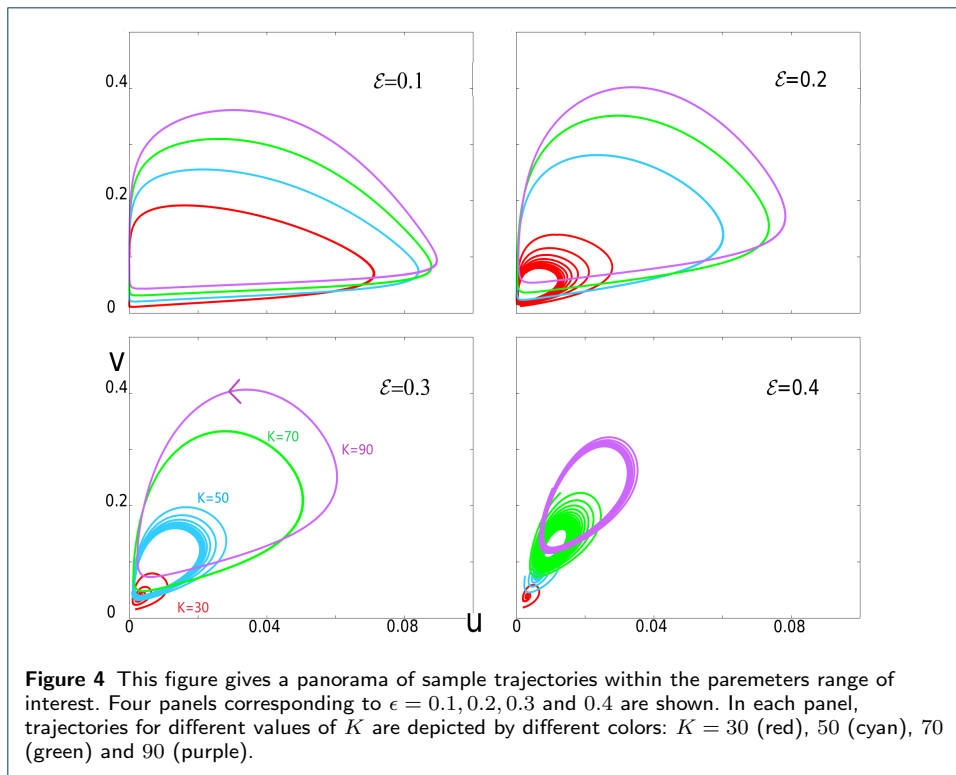 ℰ=0.1
0.4
0.2
0
ℰ=0.2
V
0.4
0.2
0
ℰ=0.3
K=90
K=70
K=50
K=30
0 0.04 0.08
u
ℰ=0.4
0 0.04 0.08
Figure 4 This figure gives a panorama of sample trajectories within the paremeters range of
interest. Four panels corresponding to ϵ = 0.1, 0.2, 0.3 and 0.4 are shown. In each panel,
trajectories for different values of K are depicted by different colors: K = 30 (red), 50 (cyan), 70
(green) and 90 (purple).